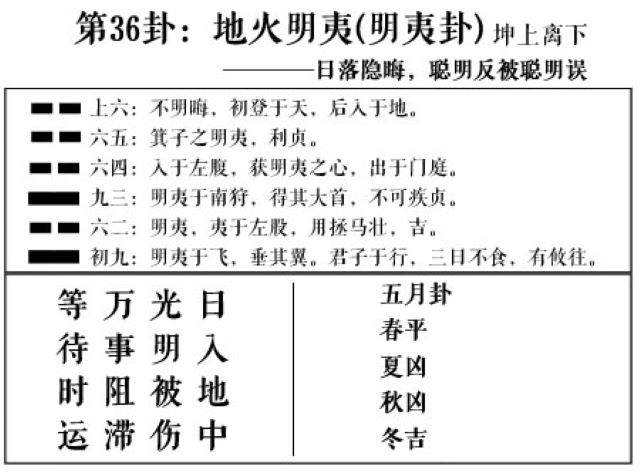 第36卦：地火明夷(明夷卦) 坤上离下
————日落隐晦，聪明反被聪明误
上六：不明晦，初登于天，后入于地。
六五：箕子之明夷，利贞。
六四：入于左腹，获明夷之心，出于门庭。
九三：明夷于南狩，得其大首，不可疾贞。
六二：明夷，夷于左股，用拯马壮，吉。
初九：明夷于飞，垂其翼。君子于行，三日不食，有攸往。
日入地中
光明被伤
万事阻滞
等待时运
五月卦
春平
夏凶
秋凶
冬吉